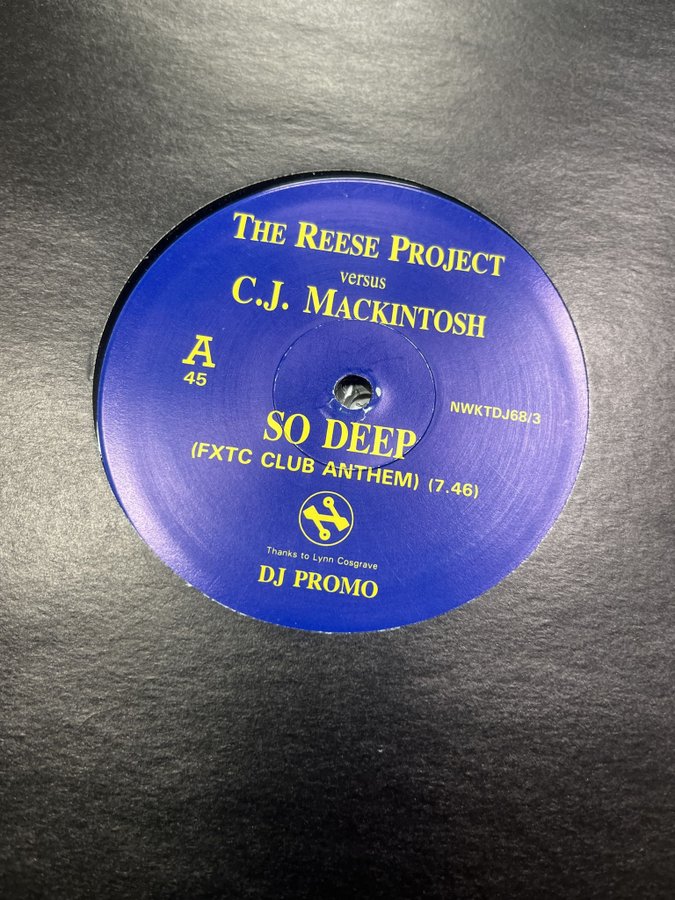 THE REESE PROJECT
versus
C.J. MACKINTOSH
A
45
NWKTDJ68/3
SO DEEP
(FXTC CLUB ANTHEM) (7.46)
Thanks to Lynn Cosgrave
DJ PROMO